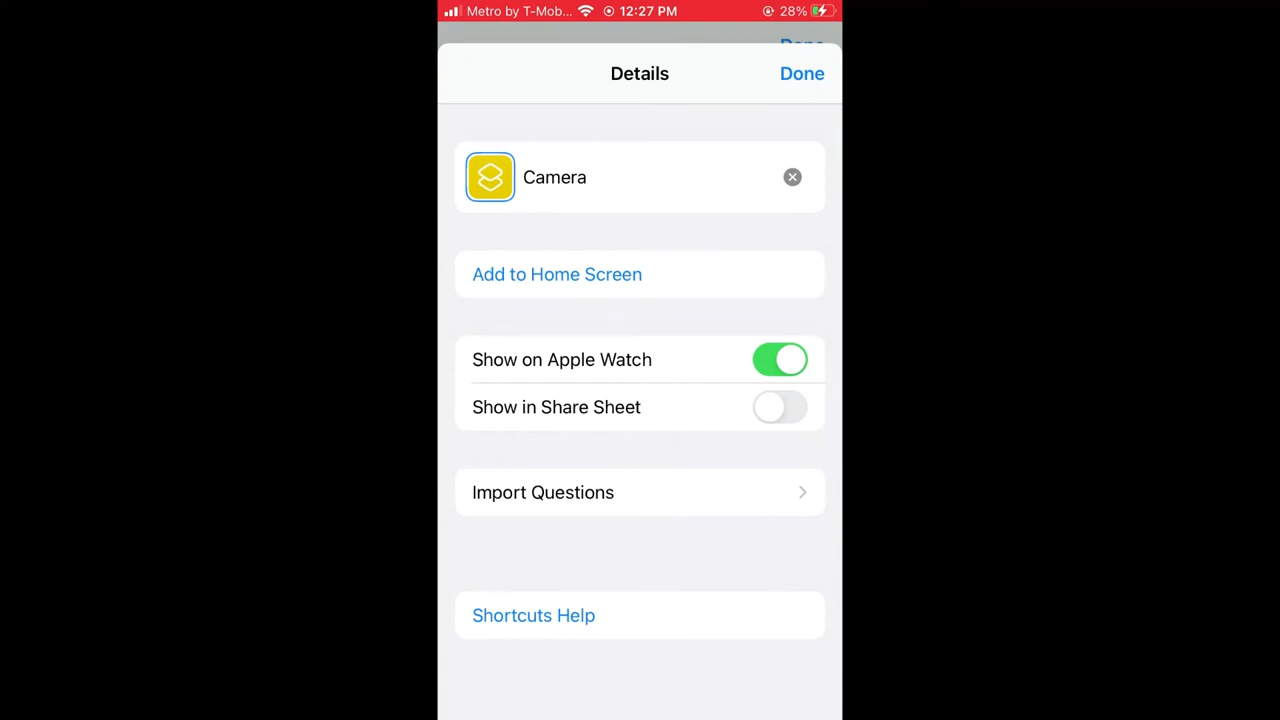 Metro by T-Mob... 12:27 PM 28%
Details Done
Camera
Add to Home Screen
Show on Apple Watch
Show in Share Sheet
Import Questions
Shortcuts Help